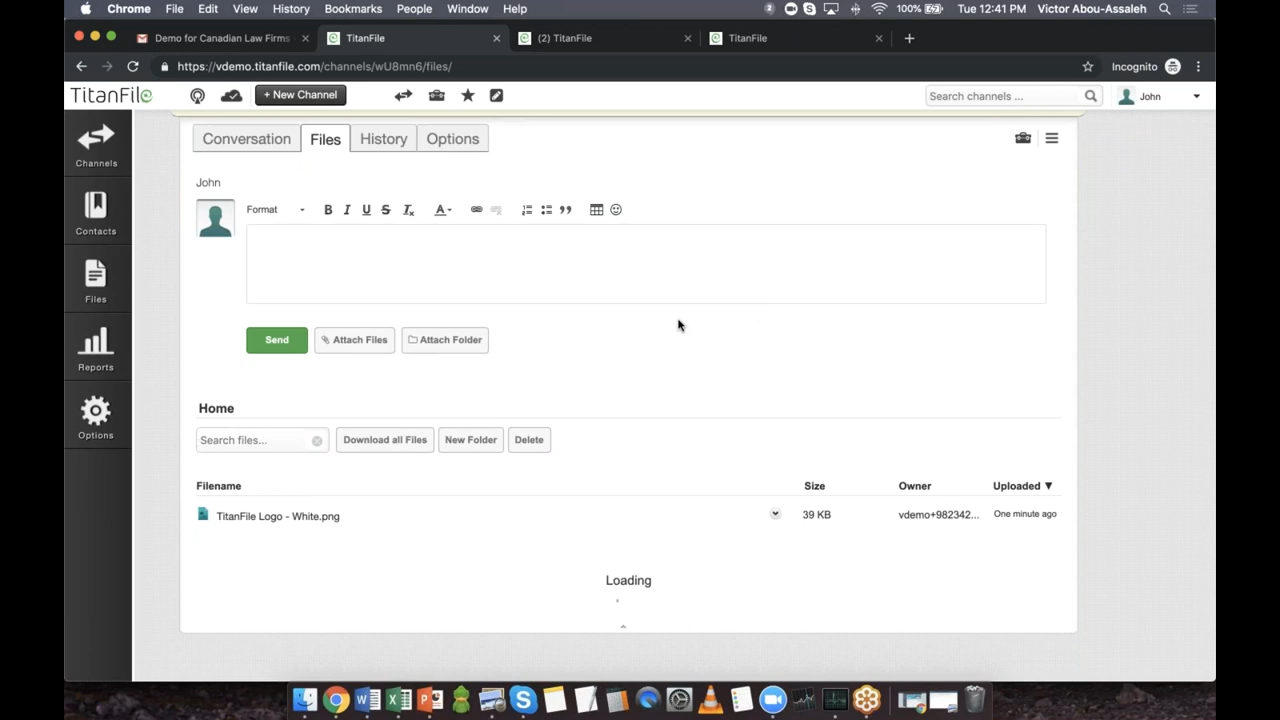 Chrome File Edit View History Bookmarks People Window Help 2 100% Tue 12:41 PM Victor Abou-Assaleh
Demo for Canadian Law Firms - TitanFile (2) TitanFile TitanFile
https://vdemo.titanfile.com/channels/wU8mn6/files/ Incognito
TitanFile + New Channel Search channels ... John
Channels
Contacts
Files
Reports
Options
Conversation Files History Options
John
Format B I U S Tx A
Send Attach Files Attach Folder
Home
Search files... Download all Files New Folder Delete
Filename Size Owner Uploaded ▼
TitanFile Logo - White.png 39 KB vdemo+982342... One minute ago
Loading